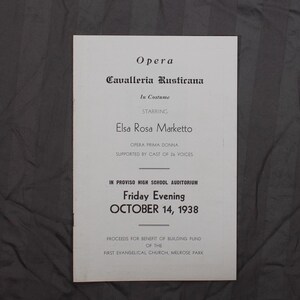 Opera
Cavalleria Rusticana
In Costume
STARRING
Elsa Rosa Marketto
OPERA PRIMA DONNA
SUPPORTED BY CAST OF 36 VOICES
IN PROVISO HIGH SCHOOL AUDITORIUM
Friday Evening
OCTOBER 14, 1938
PROCEEDS FOR BENEFIT OF BUILDING FUND
OF THE
FIRST EVANGELICAL CHURCH, MELROSE PARK